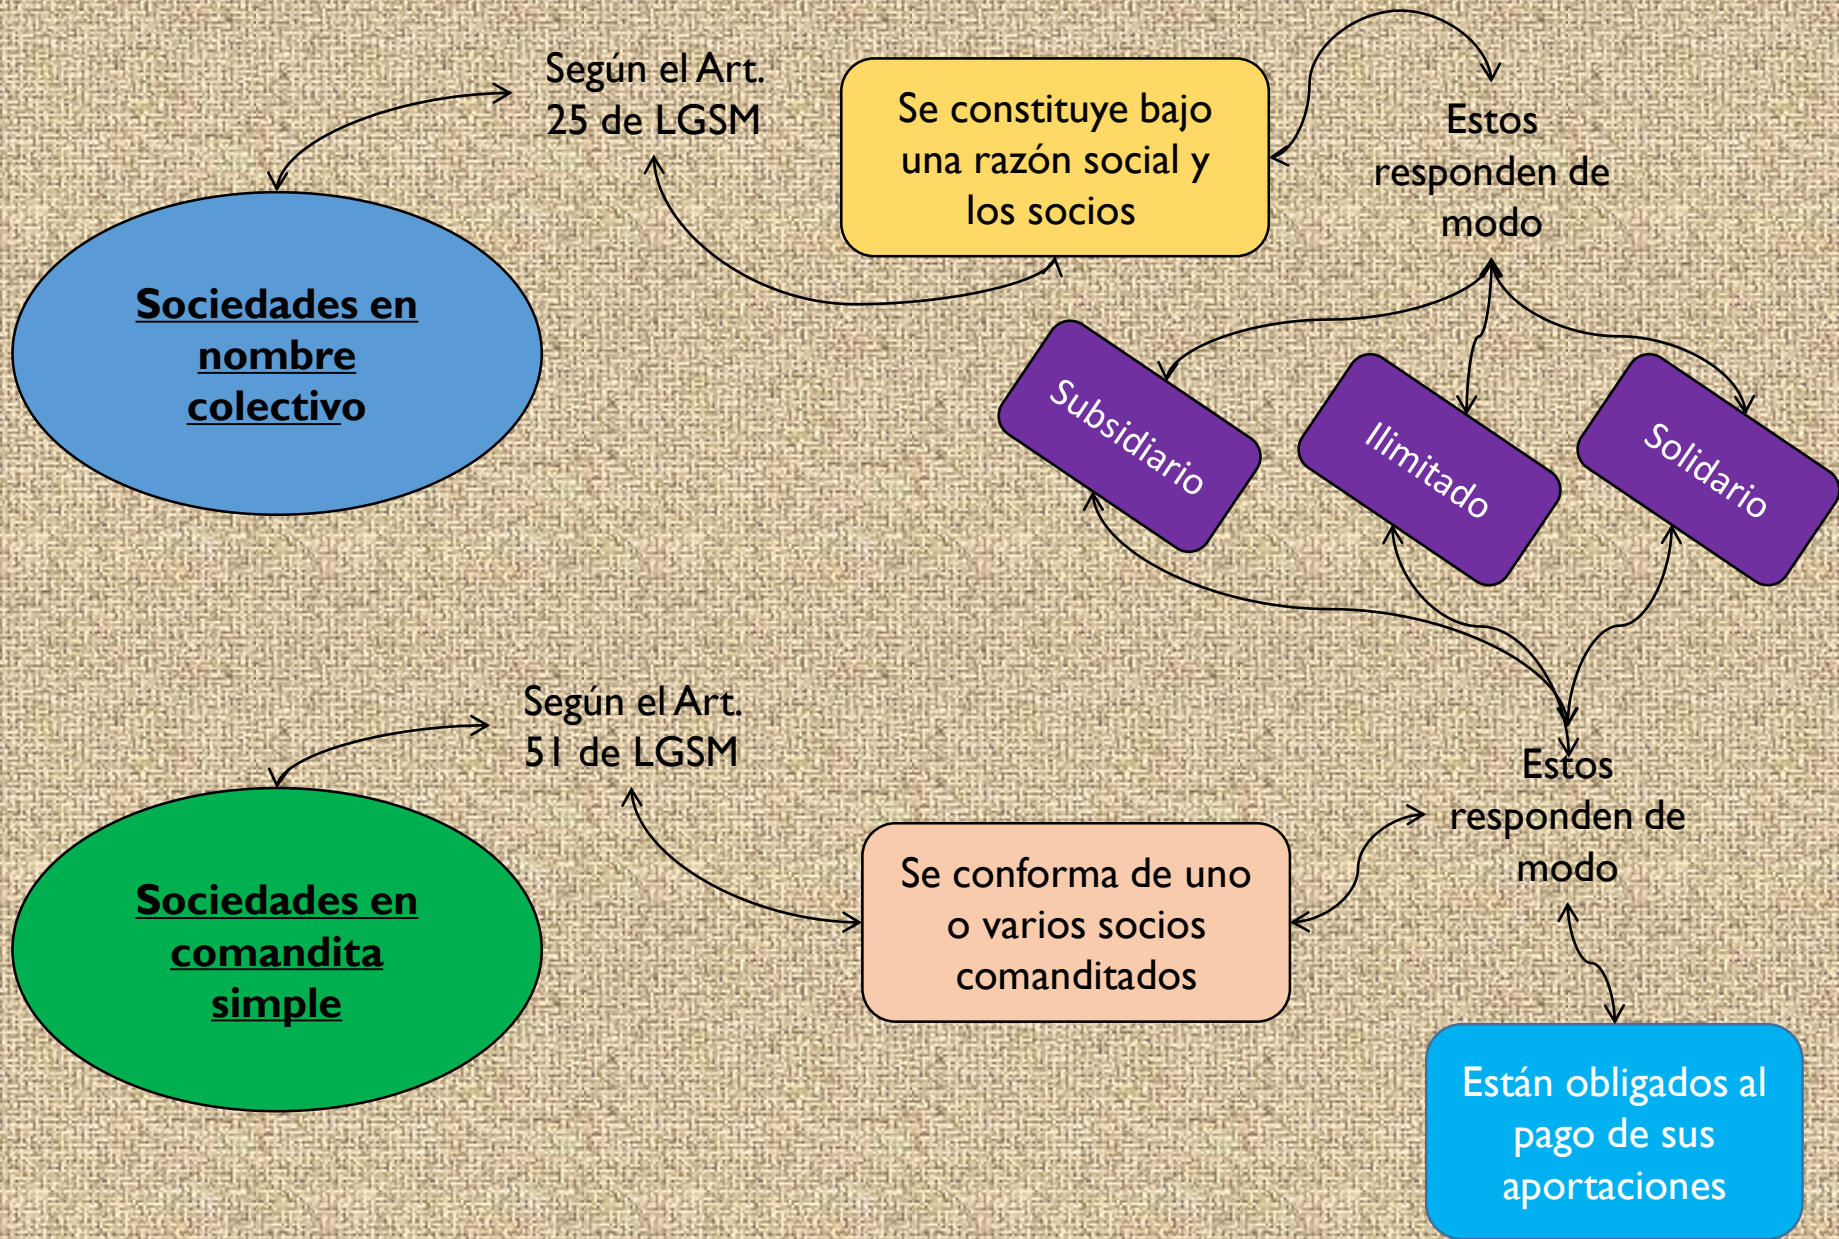 Según el Art.
25 de LGSM
Se constituye bajo
una razón social y
los socios
Estos
responden de
modo
Sociedades en
nombre
colectivo
Subsidiario
Ilimitado
Solidario
Según el Art.
51 de LGSM
Estos
responden de
modo
Sociedades en
comandita
simple
Se conforma de uno
o varios socios
comanditados
Están obligados al
pago de sus
aportaciones